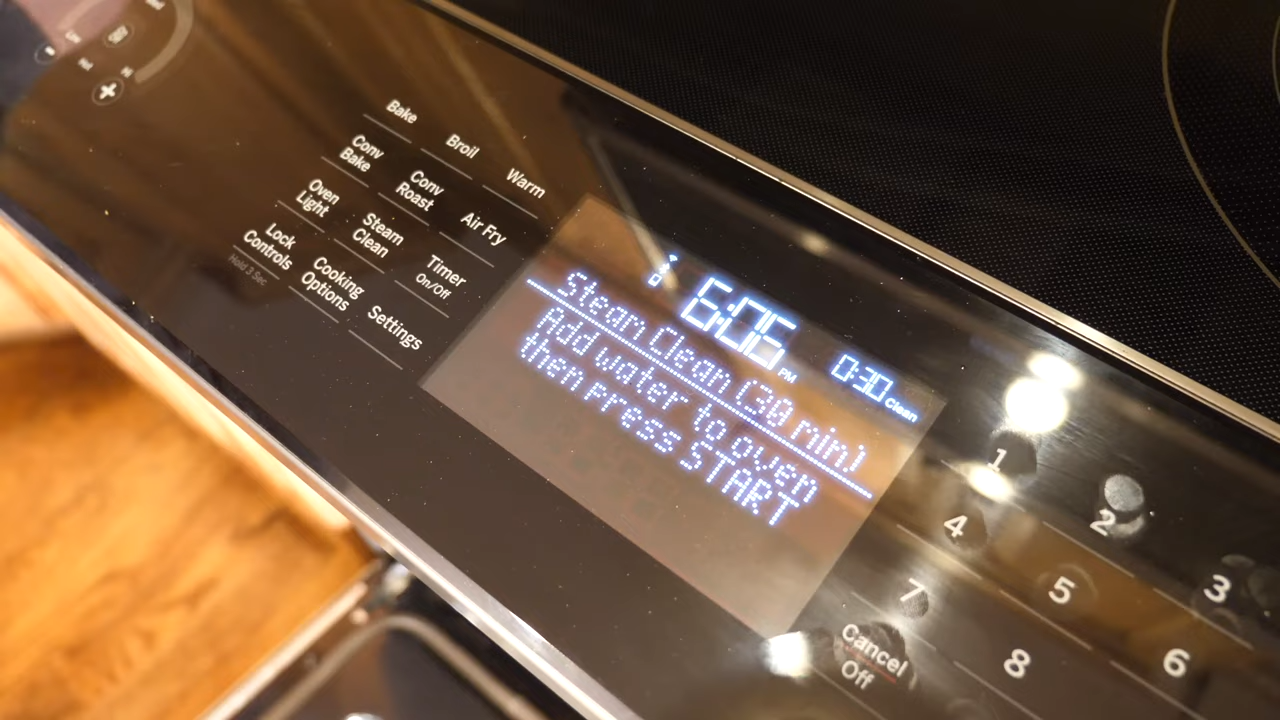 Bake
Broil
Warm
Conv
Bake
Conv
Roast
Air Fry
Oven
Light
Steam
Clean
Timer
On/Off
Lock
Controls
Hold 3 Sec
Cooking
Options
Settings
6:06 PM
0:30 Clean
Steam Clean (30 min)
Add water to oven
then press START
1 2 3
4 5 6
7 8
Cancel
Off